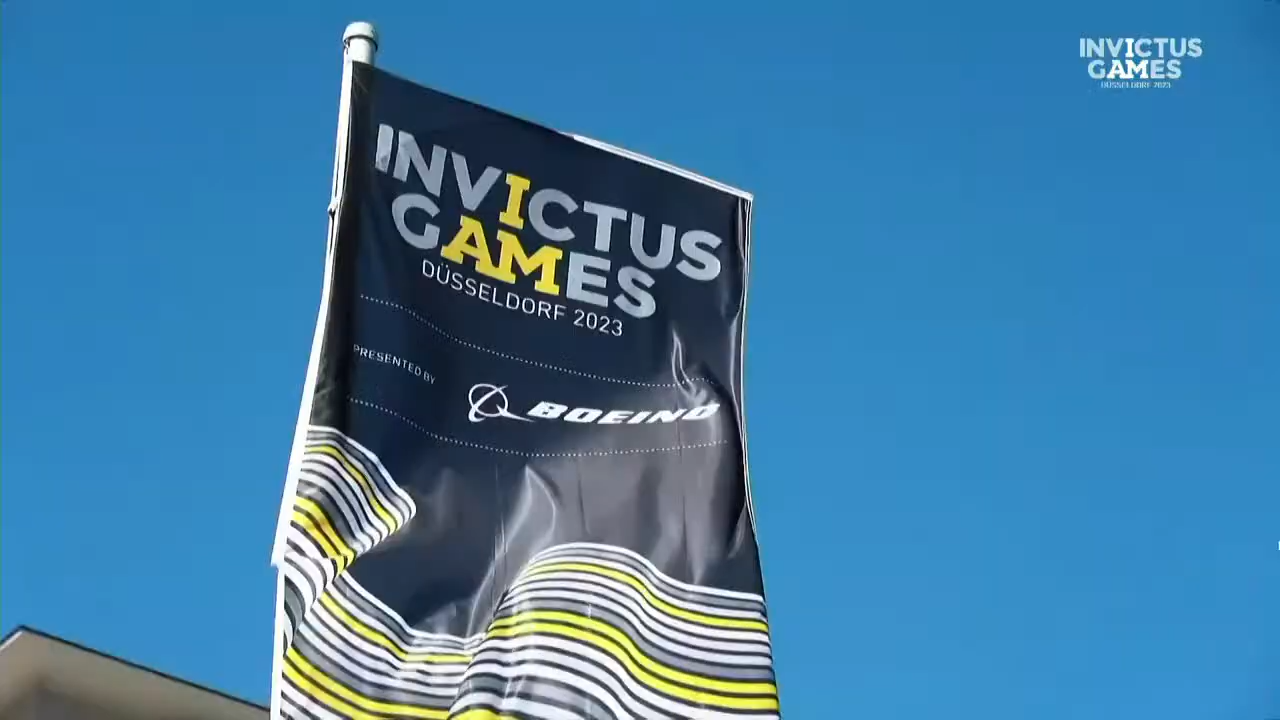 INVICTUS
GAMES
DÜSSELDORF 2023
PRESENTED BY
BOEING
INVICTUS
GAMES
DÜSSELDORF 2023